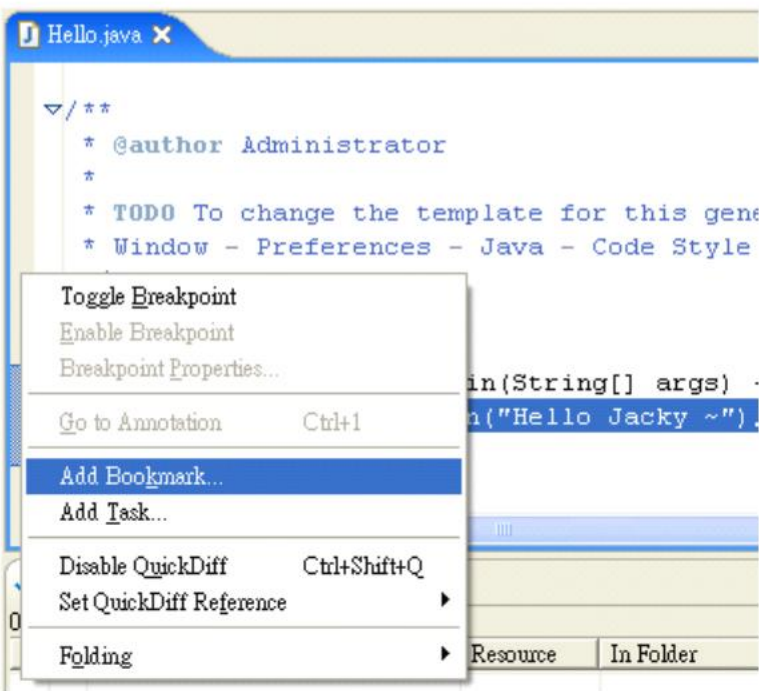 Hello.java
/**
* @author Administrator
*
* TODO To change the template for this gene
* Window - Preferences - Java - Code Style
Toggle Breakpoint
Enable Breakpoint
Breakpoint Properties...
in(String[] args)
Go to Annotation Ctrl+1
n("Hello Jacky ~")
Add Bookmark...
Add Task...
Disable QuickDiff Ctrl+Shift+Q
Set QuickDiff Reference
0
Folding
Resource In Folder